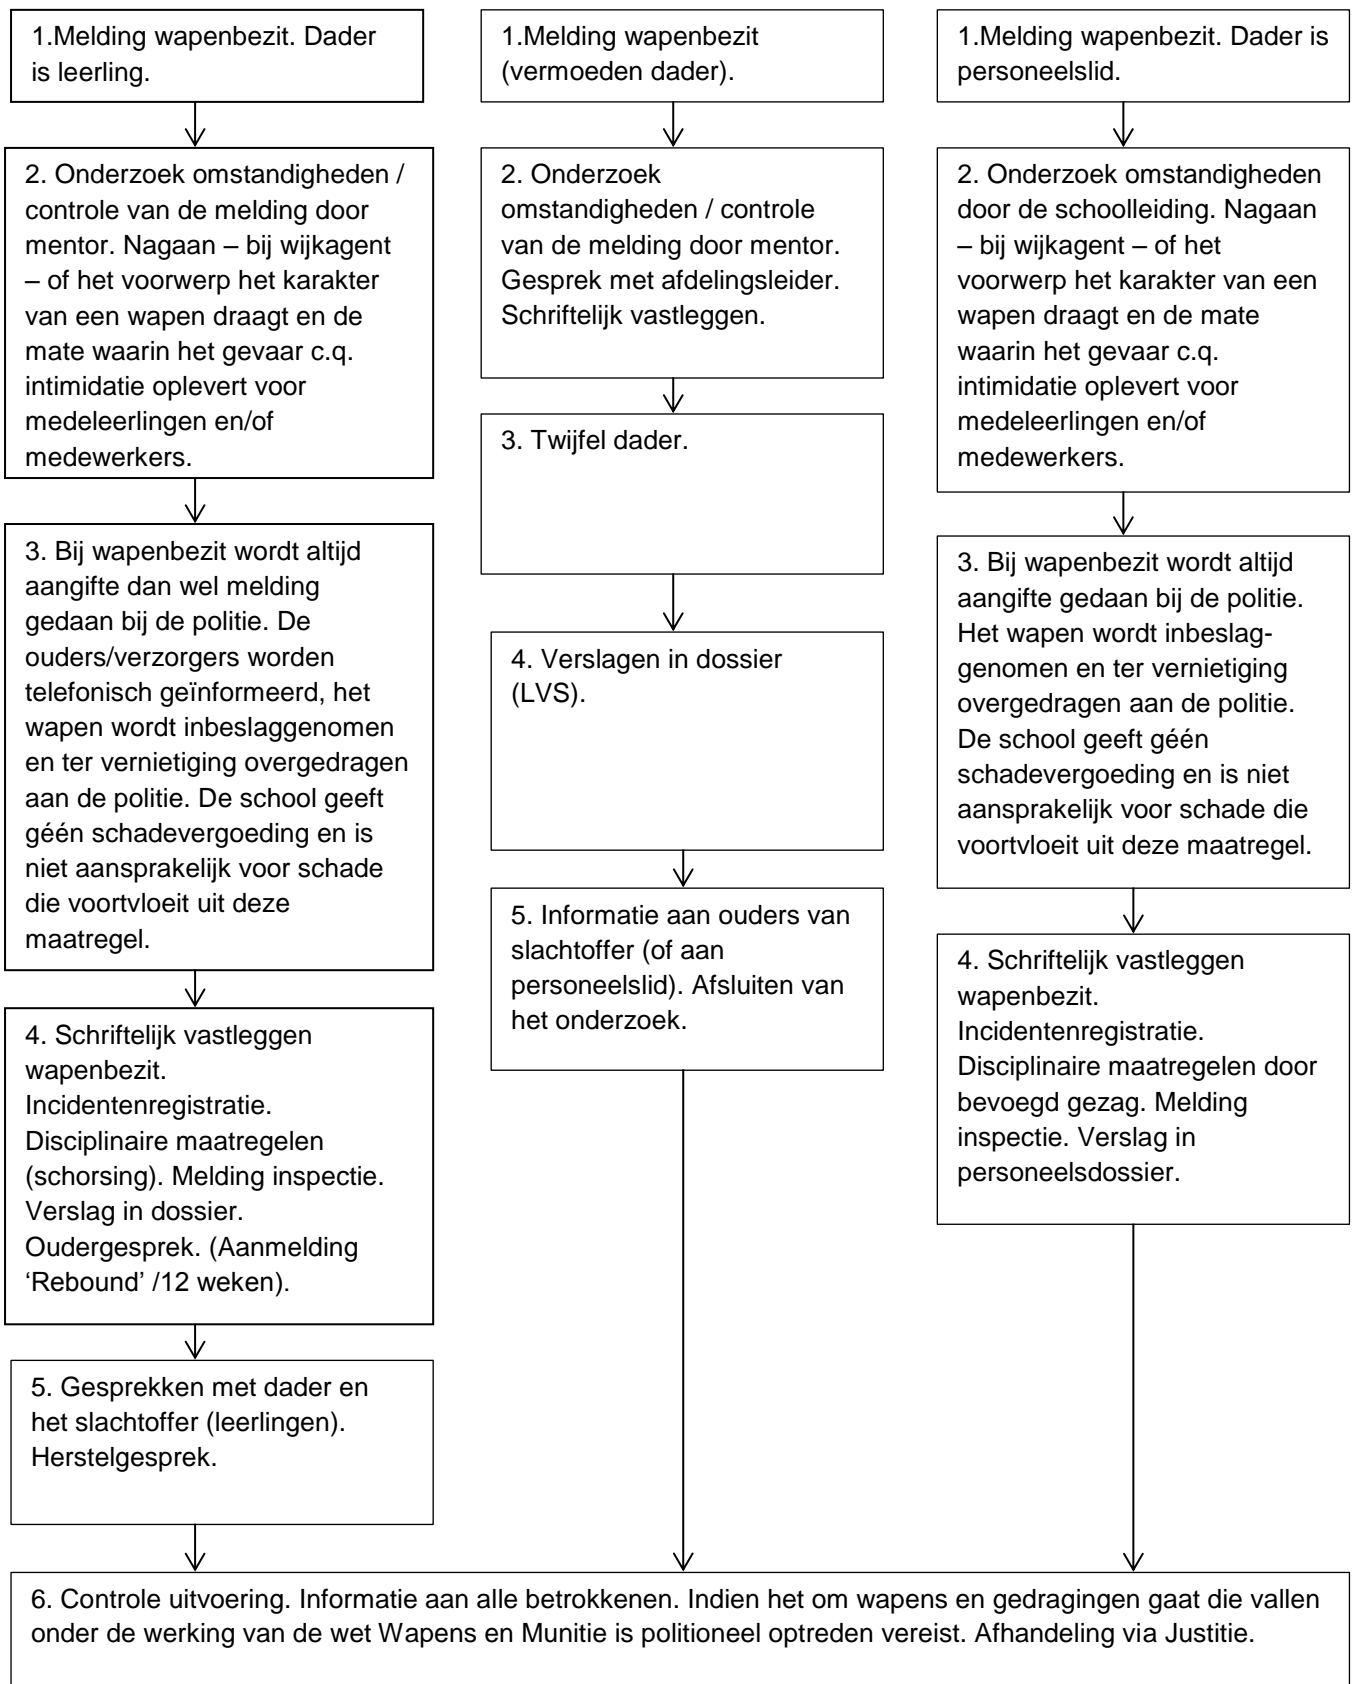 1.Melding wapenbezit. Dader
is leerling.
2. Onderzoek omstandigheden /
controle van de melding door
mentor. Nagaan – bij wijkagent
– of het voorwerp het karakter
van een wapen draagt en de
mate waarin het gevaar c.q.
intimidatie oplevert voor
medeleerlingen en/of
medewerkers.
3. Bij wapenbezit wordt altijd
aangifte dan wel melding
gedaan bij de politie. De
ouders/verzorgers worden
telefonisch geïnformeerd, het
wapen wordt inbeslaggenomen
en ter vernietiging overgedragen
aan de politie. De school geeft
géén schadevergoeding en is
niet aansprakelijk voor schade
die voortvloeit uit deze
maatregel.
4. Schriftelijk vastleggen
wapenbezit.
Incidentenregistratie.
Disciplinaire maatregelen
(schorsing). Melding inspectie.
Verslag in dossier.
Oudergesprek. (Aanmelding
‘Rebound’ /12 weken).
5. Gesprekken met dader en
het slachtoffer (leerlingen).
Herstelgesprek.
1.Melding wapenbezit
(vermoeden dader).
2. Onderzoek
omstandigheden / controle
van de melding door mentor.
Gesprek met afdelingsleider.
Schriftelijk vastleggen.
3. Twijfel dader.
4. Verslagen in dossier
(LVS).
5. Informatie aan ouders van
slachtoffer (of aan
personeelslid). Afsluiten van
het onderzoek.
1.Melding wapenbezit. Dader is
personeelslid.
2. Onderzoek omstandigheden
door de schoolleiding. Nagaan
– bij wijkagent – of het
voorwerp het karakter van een
wapen draagt en de mate
waarin het gevaar c.q.
intimidatie oplevert voor
medeleerlingen en/of
medewerkers.
3. Bij wapenbezit wordt altijd
aangifte gedaan bij de politie.
Het wapen wordt inbeslag-
genomen en ter vernietiging
overgedragen aan de politie.
De school geeft géén
schadevergoeding en is niet
aansprakelijk voor schade die
voortvloeit uit deze maatregel.
4. Schriftelijk vastleggen
wapenbezit.
Incidentenregistratie.
Disciplinaire maatregelen door
bevoegd gezag. Melding
inspectie. Verslag in
personeelsdossier.
6. Controle uitvoering. Informatie aan alle betrokkenen. Indien het om wapens en gedragingen gaat die vallen
onder de werking van de wet Wapens en Munitie is politioneel optreden vereist. Afhandeling via Justitie.